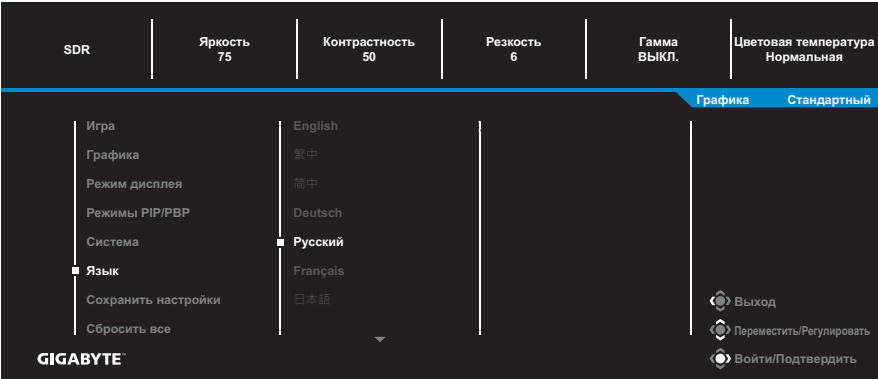 SDR
Яркость
75
Контрастность
50
Резкость
6
Гамма
ВЫКЛ.
Цветовая температура
Нормальная
Графика Стандартный
Игра
Графика
Режим дисплея
Режимы PIP/PBP
Система
Язык
Сохранить настройки
Сбросить все
English
繁中
简中
Deutsch
Русский
Français
日本語
Выход
Переместить/Регулировать
Войти/Подтвердить
GIGABYTE™